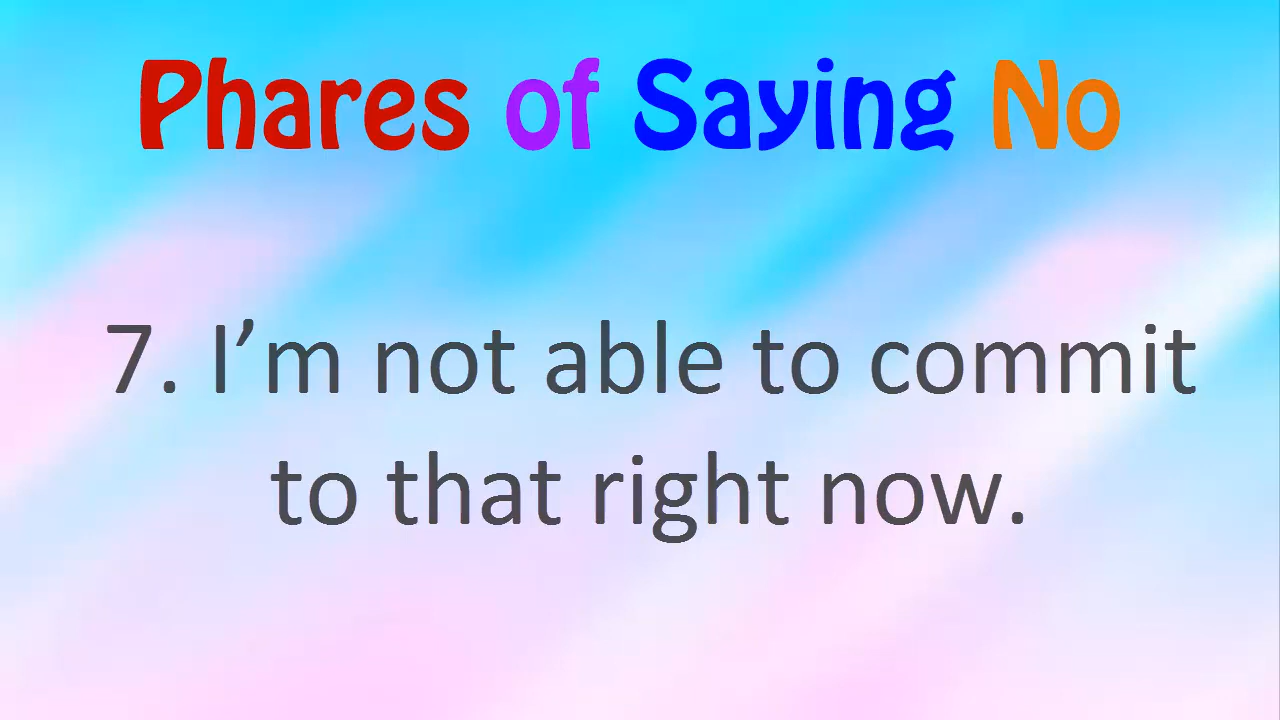 Phares of Saying No
7. I’m not able to commit
to that right now.